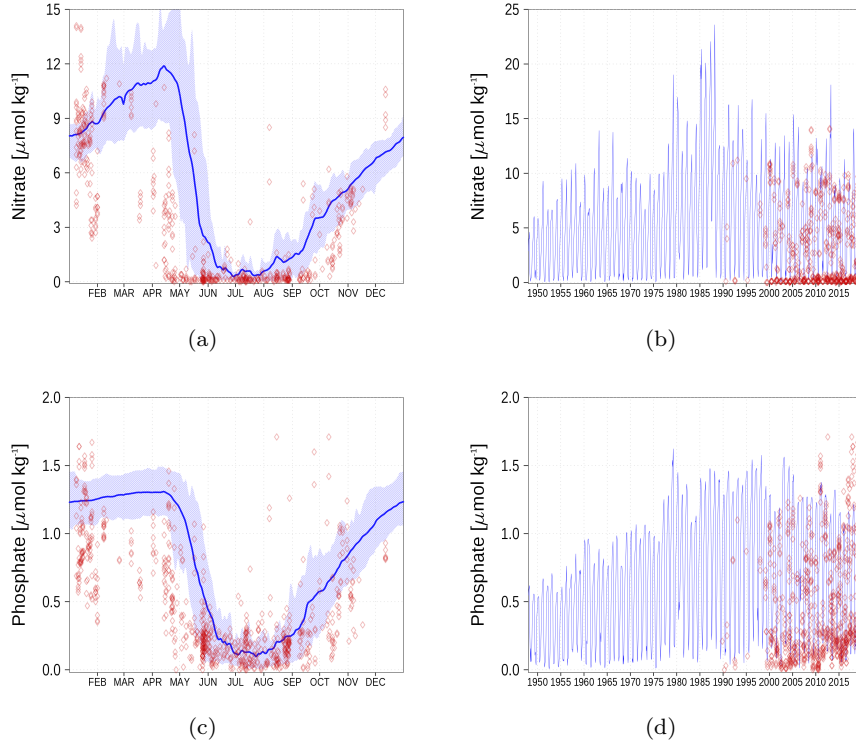 Nitrate [μmol kg⁻¹]
15
12
9
6
3
0
FEB MAR APR MAY JUN JUL AUG SEP OCT NOV DEC
(a)
Nitrate [μmol kg⁻¹]
25
20
15
10
5
0
1950 1955 1960 1965 1970 1975 1980 1985 1990 1995 2000 2005 2010 2015
(b)
Phosphate [μmol kg⁻¹]
2.0
1.5
1.0
0.5
0.0
FEB MAR APR MAY JUN JUL AUG SEP OCT NOV DEC
(c)
Phosphate [μmol kg⁻¹]
2.0
1.5
1.0
0.5
0.0
1950 1955 1960 1965 1970 1975 1980 1985 1990 1995 2000 2005 2010 2015
(d)